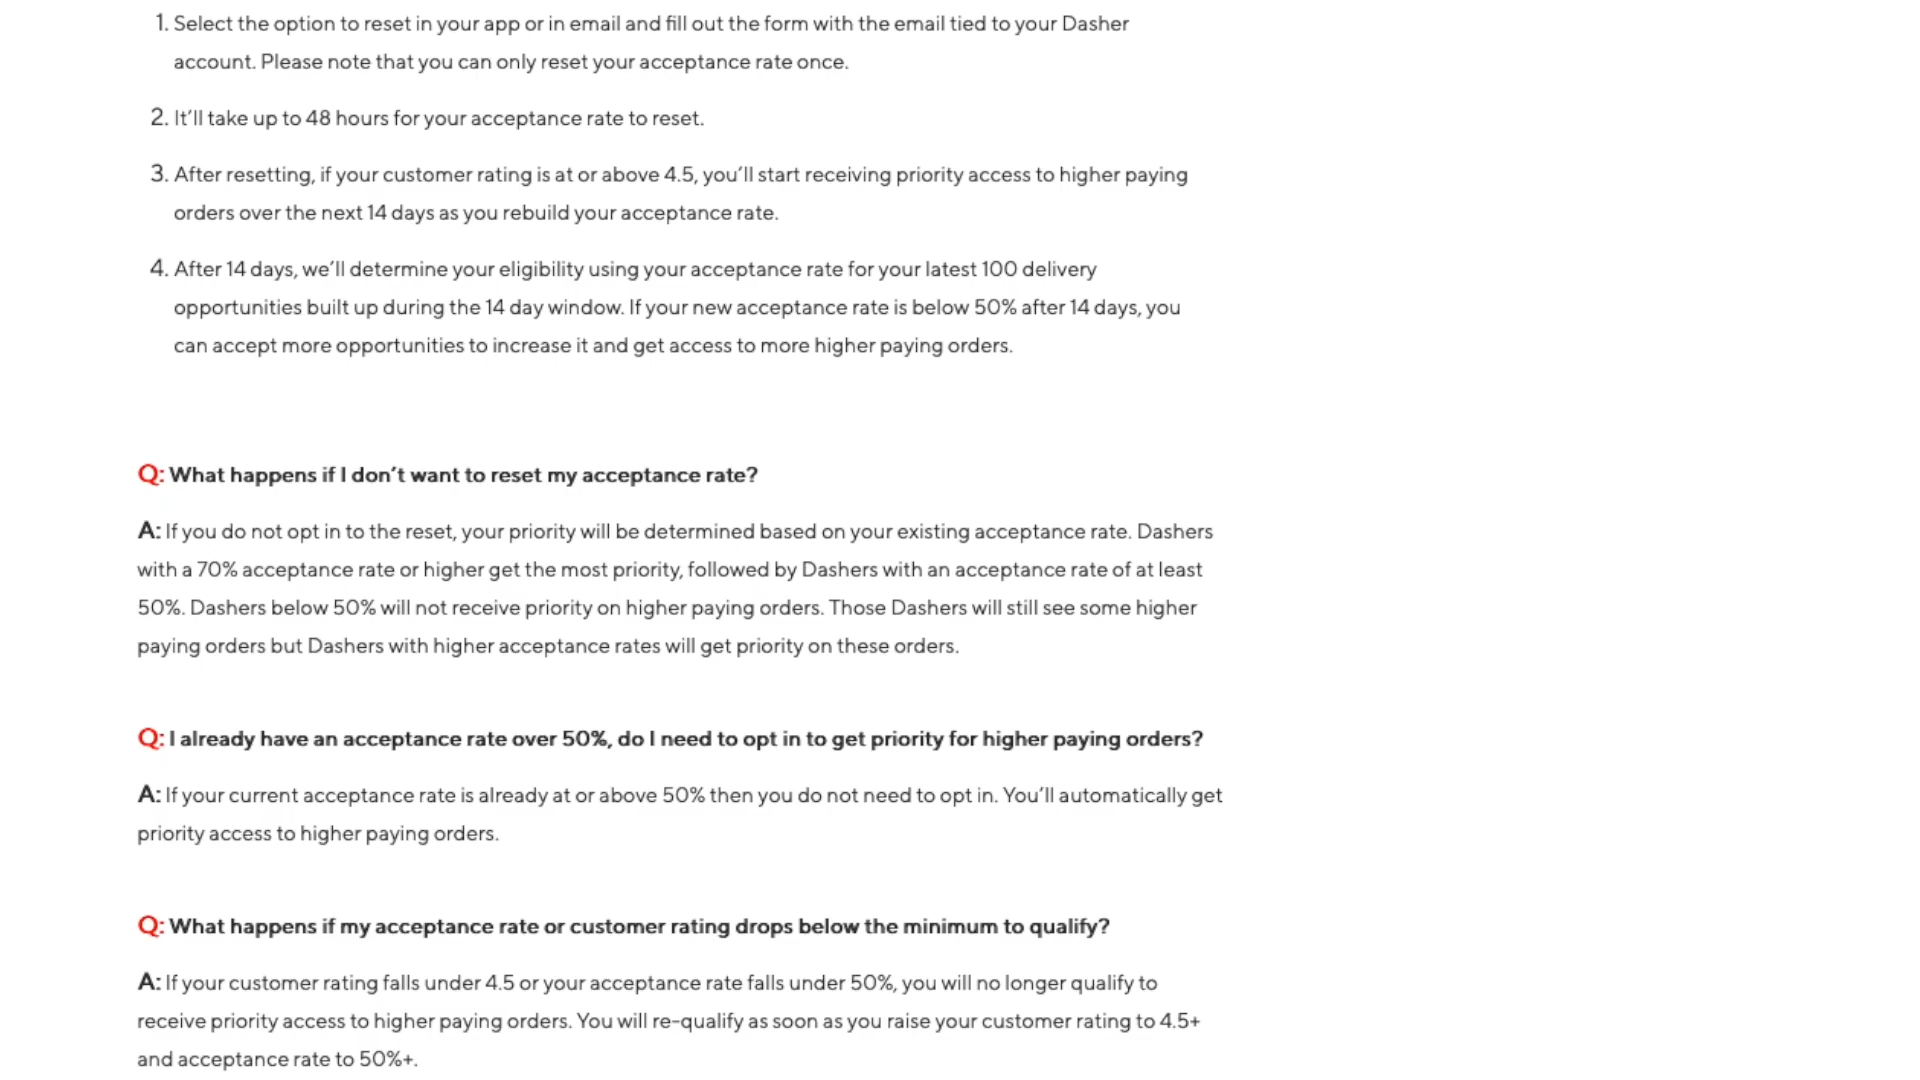 1. Select the option to reset in your app or in email and fill out the form with the email tied to your Dasher
account. Please note that you can only reset your acceptance rate once.
2. It'll take up to 48 hours for your acceptance rate to reset.
3. After resetting, if your customer rating is at or above 4.5, you'll start receiving priority access to higher paying
orders over the next 14 days as you rebuild your acceptance rate.
4. After 14 days, we'll determine your eligibility using your acceptance rate for your latest 100 delivery
opportunities built up during the 14 day window. If your new acceptance rate is below 50% after 14 days, you
can accept more opportunities to increase it and get access to more higher paying orders.
Q: What happens if I don't want to reset my acceptance rate?
A: If you do not opt in to the reset, your priority will be determined based on your existing acceptance rate. Dashers
with a 70% acceptance rate or higher get the most priority, followed by Dashers with an acceptance rate of at least
50%. Dashers below 50% will not receive priority on higher paying orders. Those Dashers will still see some higher
paying orders but Dashers with higher acceptance rates will get priority on these orders.
Q: I already have an acceptance rate over 50%, do I need to opt in to get priority for higher paying orders?
A: If your current acceptance rate is already at or above 50% then you do not need to opt in. You'll automatically get
priority access to higher paying orders.
Q: What happens if my acceptance rate or customer rating drops below the minimum to qualify?
A: If your customer rating falls under 4.5 or your acceptance rate falls under 50%, you will no longer qualify to
receive priority access to higher paying orders. You will re-qualify as soon as you raise your customer rating to 4.5+
and acceptance rate to 50%+.